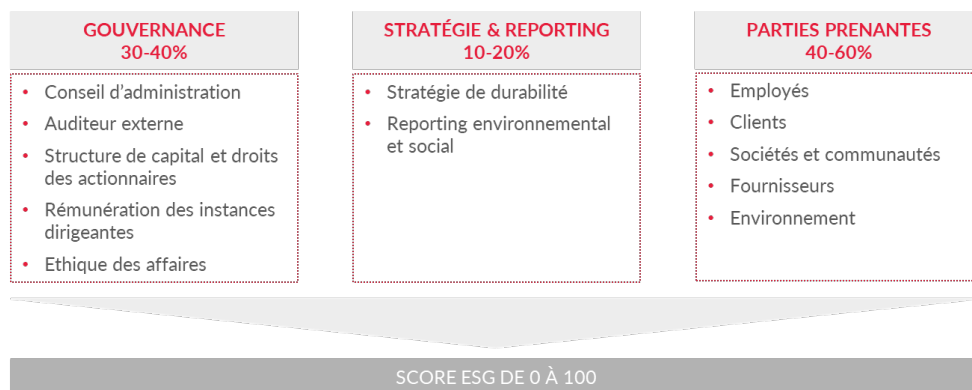 GOUVERNANCE
30-40%
• Conseil d'administration
• Auditeur externe
• Structure de capital et droits
des actionnaires
• Rémunération des instances
dirigeantes
• Ethique des affaires
STRATÉGIE & REPORTING
10-20%
• Stratégie de durabilité
• Reporting environnemental
et social
PARTIES PRENANTES
40-60%
• Employés
• Clients
• Sociétés et communautés
• Fournisseurs
• Environnement
SCORE ESG DE 0 À 100